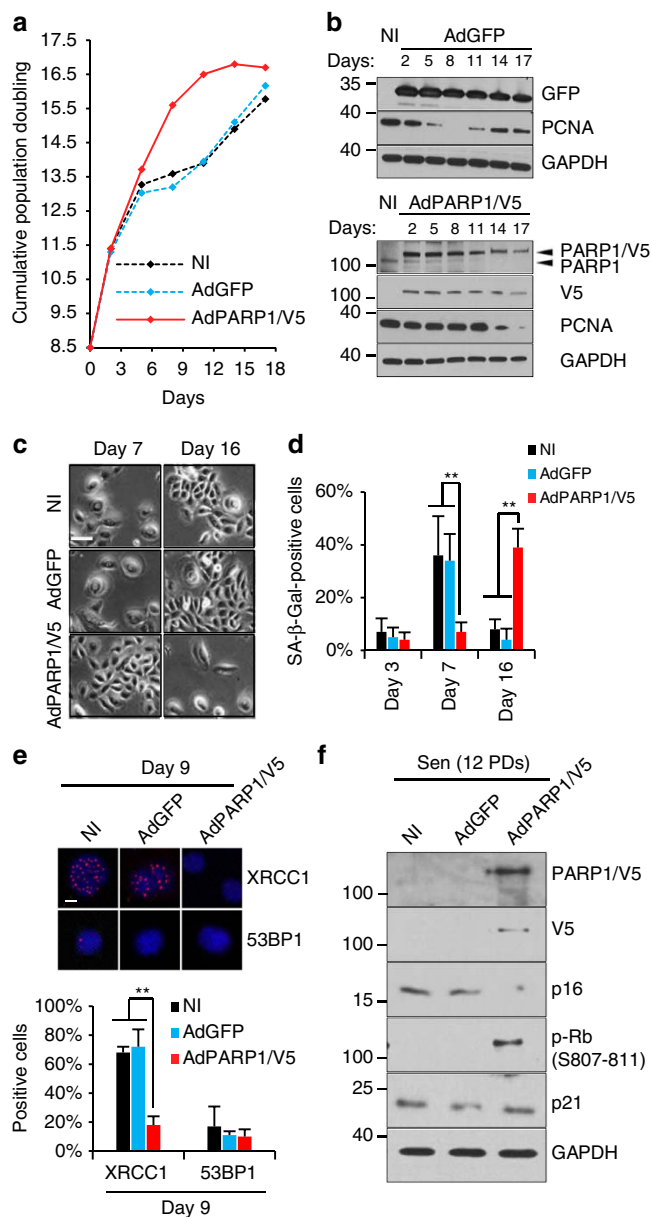 a
17.5
16.5
15.5
14.5
13.5
12.5
11.5
10.5
9.5
8.5
Cumulative population doubling
0 3 6 9 12 15 18
Days
NI
AdGFP
AdPARP1/V5
b
NI AdGFP
Days: 2 5 8 11 14 17
35
GFP
40
PCNA
40
GAPDH
AdPARP1/V5
NI
Days: 2 5 8 11 14 17
PARP1/V5
100
PARP1
100
V5
40
PCNA
40
GAPDH
c
Day 7 Day 16
NI
AdGFP
AdPARP1/V5
d
NI
AdGFP
AdPARP1/V5
60%
40%
20%
0%
SA-β-Gal-positive cells
**
**
Day 3
Day 7
Day 16
e
Day 9
NI
AdGFP
AdPARP1/V5
XRCC1
53BP1
100%
80%
60%
40%
20%
0%
Positive cells
**
NI
AdGFP
AdPARP1/V5
XRCC1 53BP1
Day 9
f
Sen (12 PDs)
NI
AdGFP
AdPARP1/V5
PARP1/V5
100
V5
100
p16
15
p-Rb
(S807-811)
100
25
p21
40
GAPDH